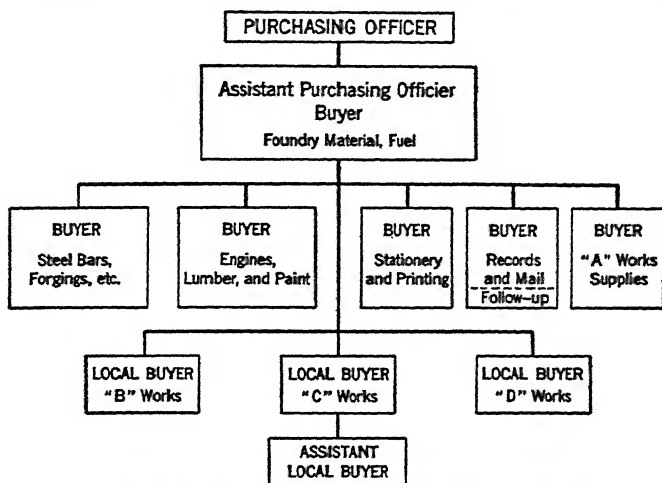 PURCHASING OFFICER
Assistant Purchasing Officier
Buyer
Foundry Material, Fuel
BUYER
Steel Bars,
Forgings, etc.
BUYER
Engines,
Lumber, and Paint
BUYER
Stationery
and Printing
BUYER
Records
and Mail
Follow-up
BUYER
"A" Works
Supplies
LOCAL BUYER
"B" Works
LOCAL BUYER
"C" Works
LOCAL BUYER
"D" Works
ASSISTANT
LOCAL BUYER